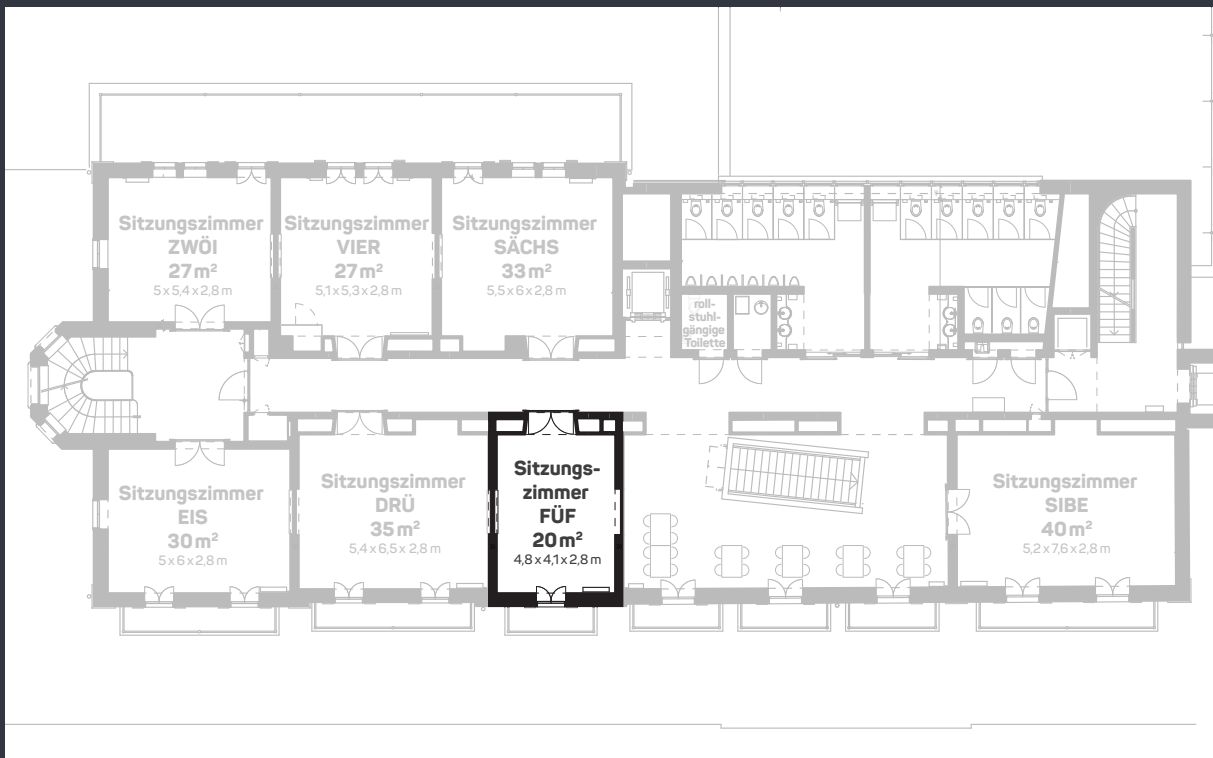 Sitzungszimmer
ZWÖI
27 m²
5 x 5,4 x 2,8 m
Sitzungszimmer
VIER
27 m²
5,1 x 5,3 x 2,8 m
Sitzungszimmer
SÄCHS
33 m²
5,5 x 6 x 2,8 m
roll-
stuhl-
gängige
Toilette
Sitzungszimmer
EIS
30 m²
5 x 6 x 2,8 m
Sitzungszimmer
DRÜ
35 m²
5,4 x 6,5 x 2,8 m
Sitzungs-
zimmer
FÜF
20 m²
4,8 x 4,1 x 2,8 m
Sitzungszimmer
SIBE
40 m²
5,2 x 7,6 x 2,8 m